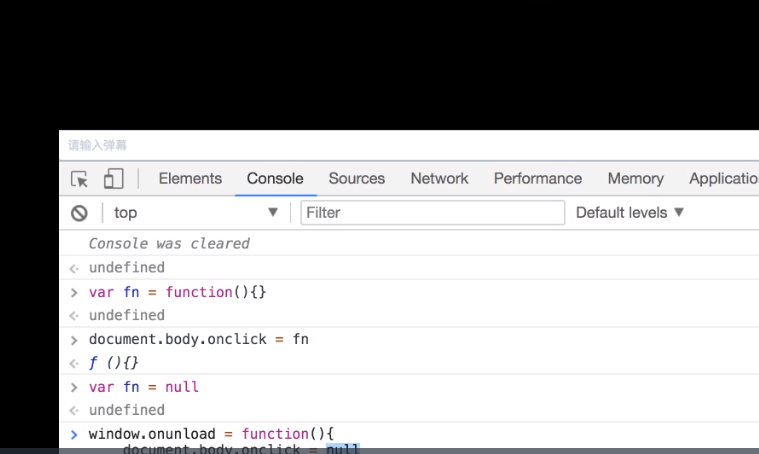 请输入弹幕
Elements Console Sources Network Performance Memory Applicatio
top Filter Default levels
Console was cleared
undefined
var fn = function(){}
undefined
document.body.onclick = fn
ƒ (){}
var fn = null
undefined
window.onunload = function(){
document.body.onclick = null